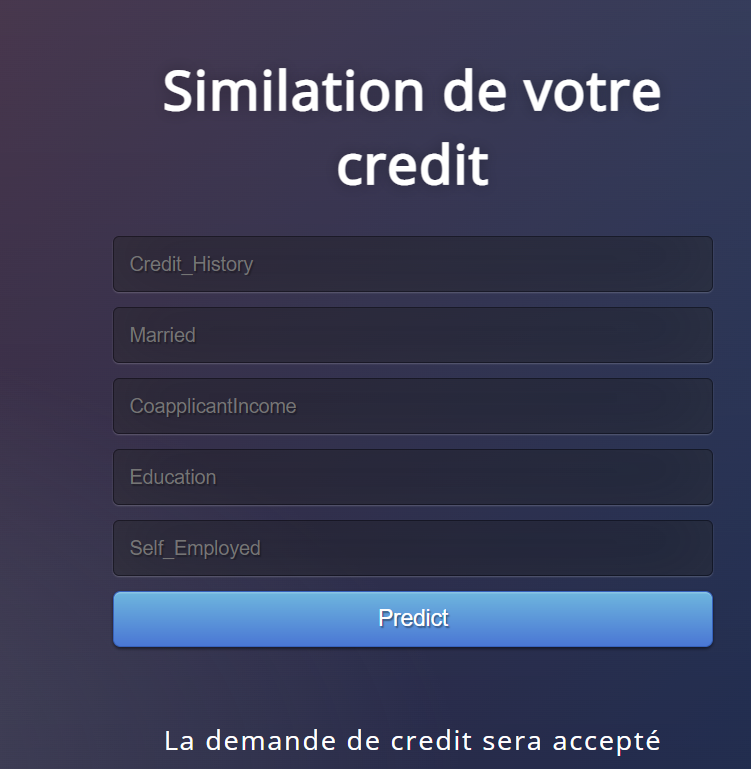 Similation de votre
credit
Credit_History
Married
CoapplicantIncome
Education
Self_Employed
Predict
La demande de credit sera accepté